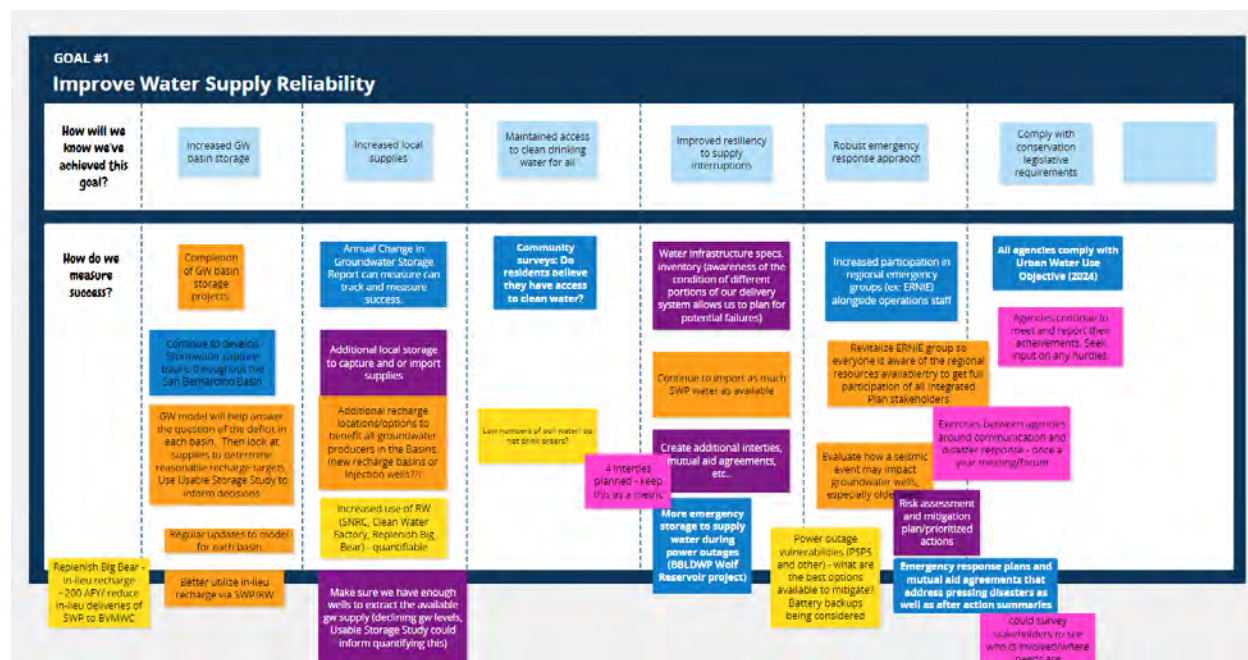 GOAL #1
Improve Water Supply Reliability
How will we
know we've
achieved this
goal?
Increased GW
basin storage
Increased local
supplies
Maintained access
to clean drinking
water for all
Improved resiliency
to supply
interruptions
Robust emergency
response appraoch
Comply with
conservation
legislative
requirements
How do we
measure
success?
Completion
of GW basin
storage
projects
Continue to develop
Stormwater capture
basins throughout the
San Bernardino Basin
GW model will help answer
the question of the deficit in
each basin. Then look at
supplies to determine
reasonable recharge targets.
Use Usable Storage Study to
inform decisions
Regular updates to model
for each basin
Replenish Big Bear -
in-lieu recharge
~200 AFY/ reduce
in-lieu deliveries of
SWP to BVMWC
Better utilize in-lieu
recharge via SWP/RW
Annual Change in
Groundwater Storage
Report can measure can
track and measure
success.
Additional local storage
to capture and or import
supplies
Additional recharge
locations/options to
benefit all groundwater
producers in the Basins.
(new recharge basins or
Injection wells??)
Increased use of RW
(SNRC, Clean Water
Factory, Replenish Big
Bear) - quantifiable
Make sure we have enough
wells to extract the available
gw supply (declining gw levels,
Usable Storage Study could
inform quantifying this)
Community
surveys: Do
residents believe
they have access
to clean water?
Low numbers of boil water/ do
not drink orders?
4 interties
planned - keep
this as a metric
Water infrastructure specs.
inventory (awareness of the
condition of different
portions of our delivery
system allows us to plan for
potential failures)
Continue to import as much
SWP water as available
Create additional interties,
mutual aid agreements,
etc..
More emergency
storage to supply
water during
power outages
(BBLDWP Wolf
Reservoir project)
Increased participation in
regional emergency
groups (ex: ERNIE)
alongside operations staff
Revitalize ERNIE group so
everyone is aware of the regional
resources available/try to get full
participation of all Integrated
Plan stakeholders
Evaluate how a seismic
event may impact
groundwater wells,
especially older
Power outage
vulnerabilities (PSPS
and other) - what are
the best options
available to mitigate?
Battery backups
being considered
Risk assessment
and mitigation
plan/prioritized
actions
Emergency response plans and
mutual aid agreements that
address pressing disasters as
well as after action summaries
All agencies comply with
Urban Water Use
Objective (2024)
Agencies continue to
meet and report their
acheivements. Seek
input on any hurdles.
Exercises between agencies
around communication and
disaster response - once a
year meeting/forum
could survey
stakeholders to see
who is involved/where
needs are